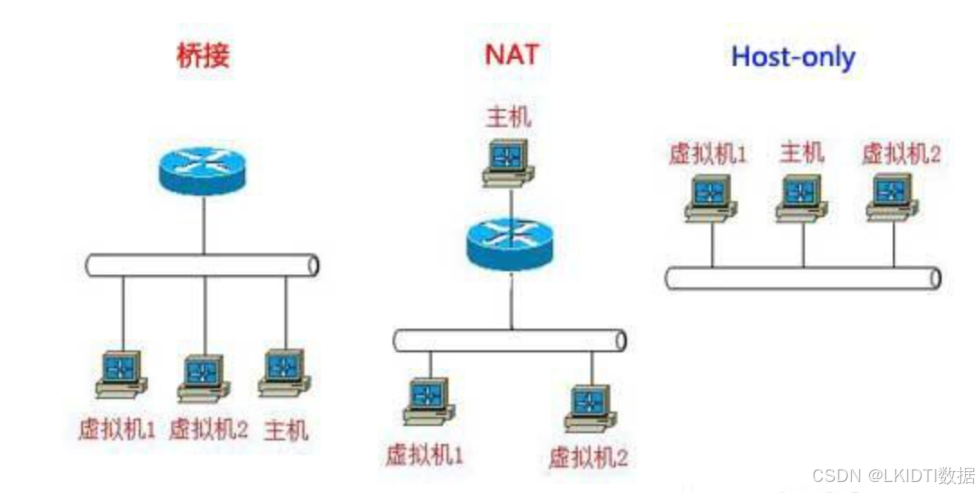 桥接
NAT
Host-only
主机
虚拟机1 主机 虚拟机2
虚拟机1 虚拟机2 主机
虚拟机1
虚拟机2
CSDN @LKIDTI数据